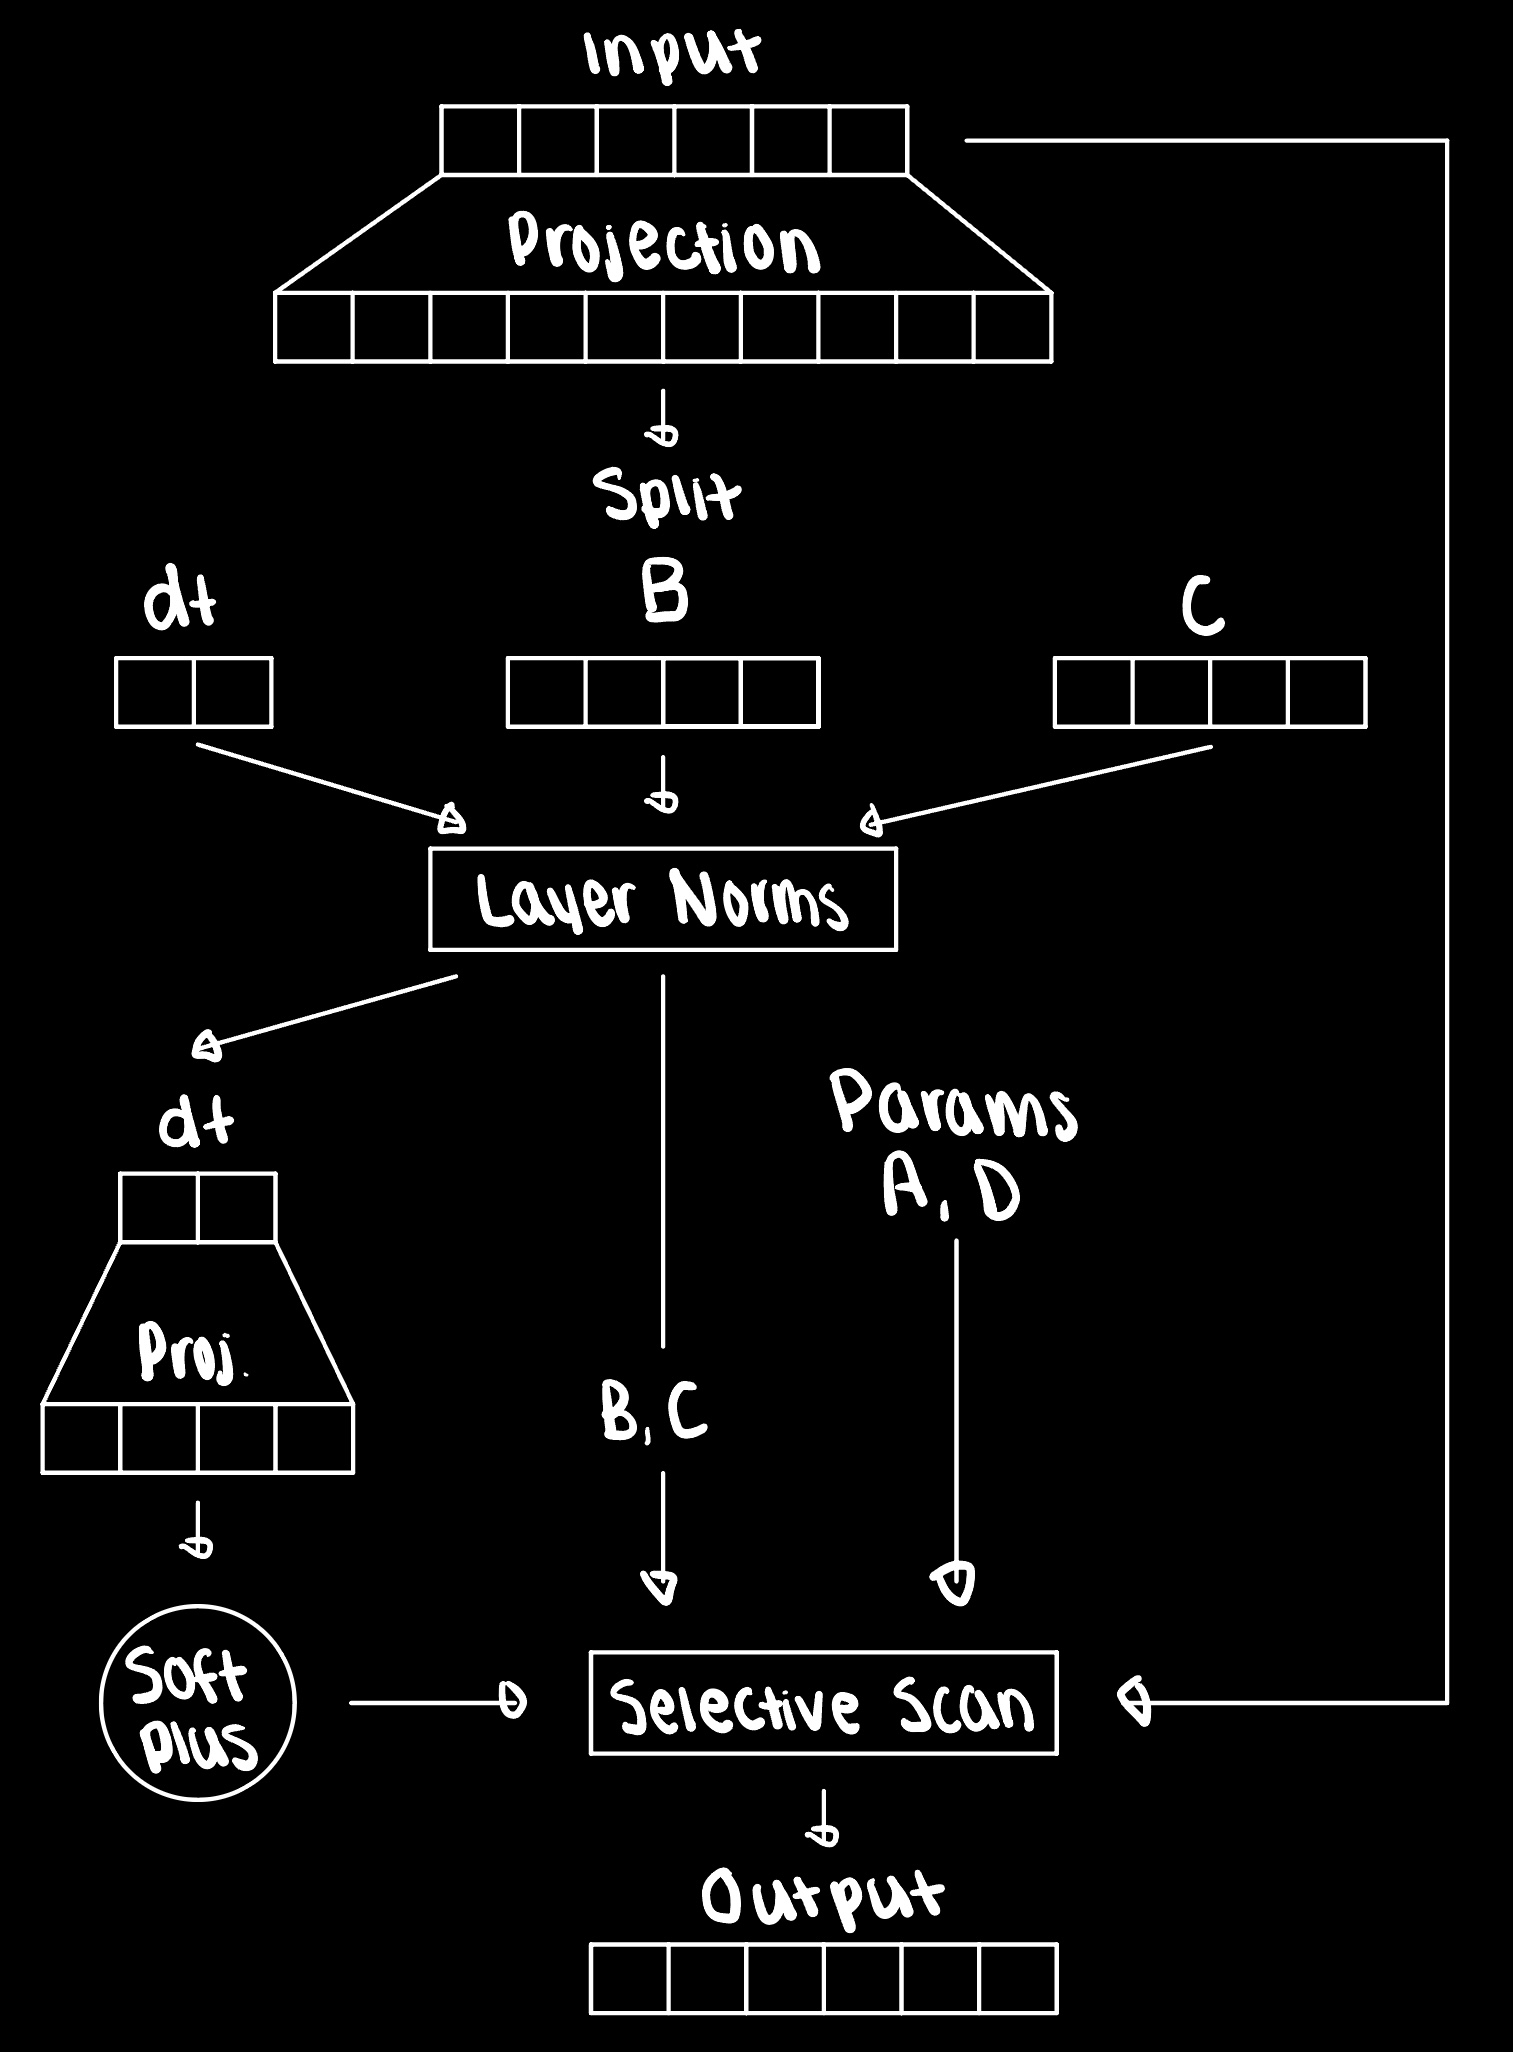 Input
Projection
Split
dt
B
C
Layer Norms
dt
Params
A, D
Proj.
B, C
Soft
plus
Selective Scan
Output